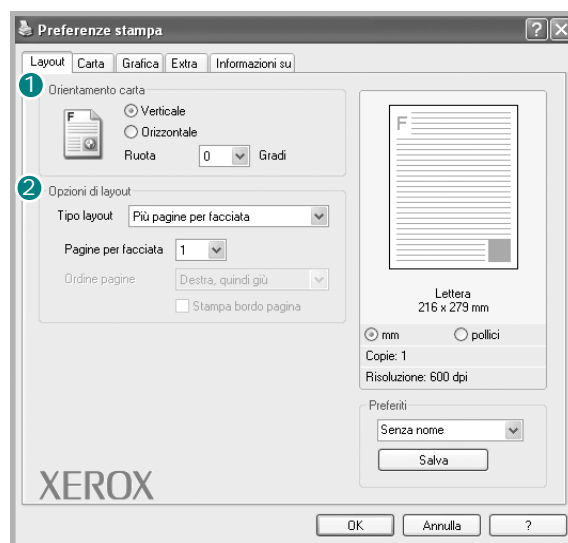 Preferenze stampa
Layout Carta Grafica Extra Informazioni su
1
Orientamento carta
F
Verticale
Orizzontale
Ruota 0 Gradi
2
Opzioni di layout
Tipo layout Più pagine per facciata
Pagine per facciata 1
Ordine pagine Destra, quindi giù
Stampa bordo pagina
F
Lettera
216 x 279 mm
mm pollici
Copie: 1
Risoluzione: 600 dpi
Preferiti
Senza nome
Salva
XEROX
OK Annulla ?